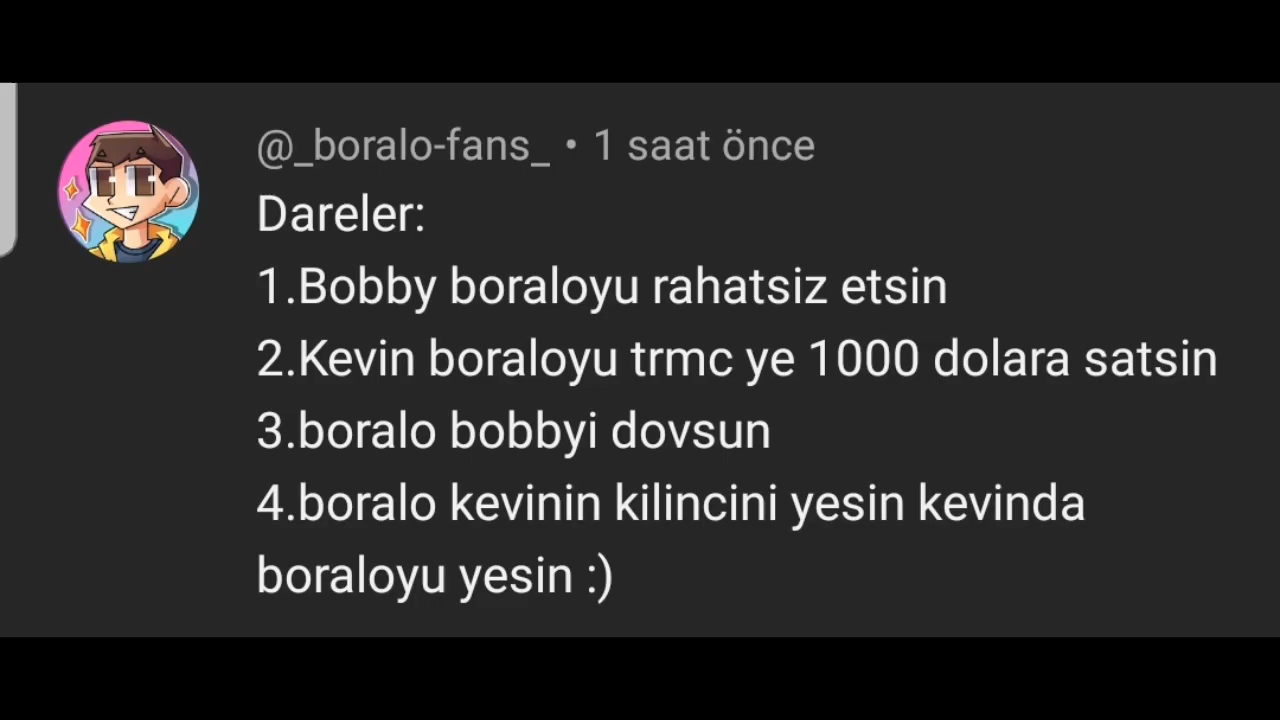 @_boralo-fans_ • 1 saat önce
Dareler:
1.Bobby boraloyu rahatsiz etsin
2.Kevin boraloyu trmc ye 1000 dolara satsin
3.boralo bobbyi dovsun
4.boralo kevinin kilincini yesin kevinda
boraloyu yesin :)